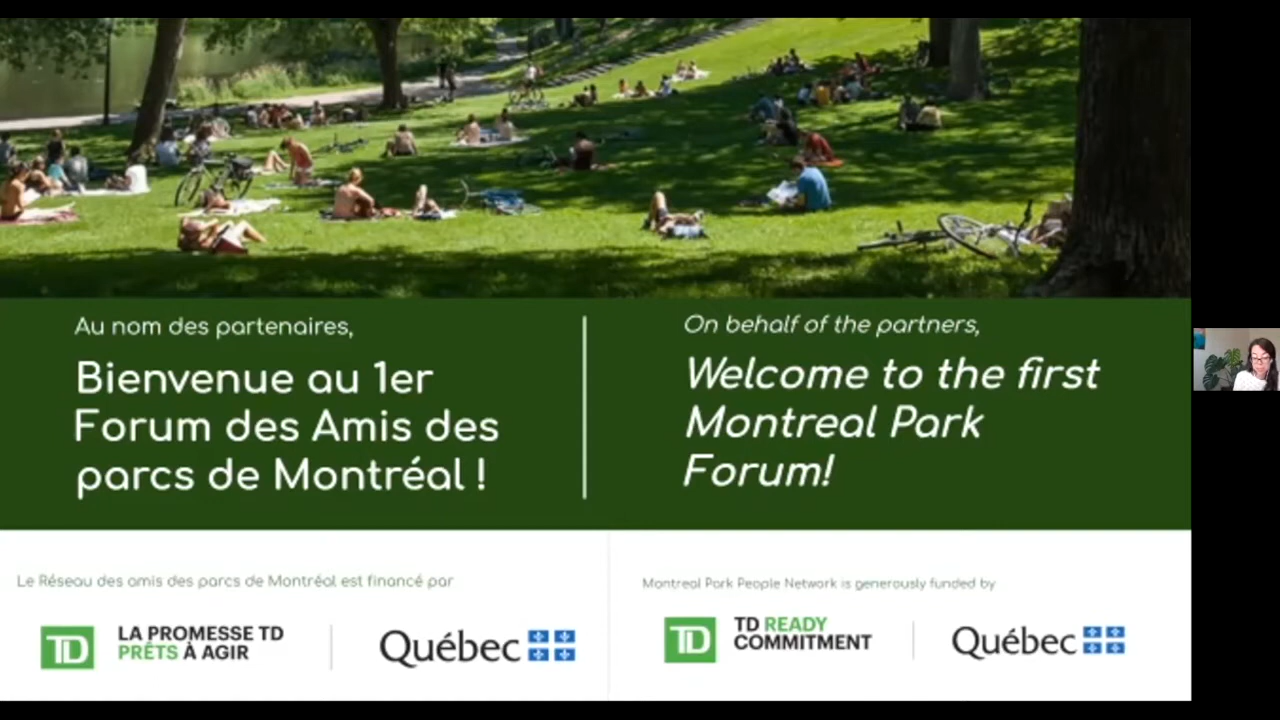 Au nom des partenaires,
Bienvenue au 1er
Forum des Amis des
parcs de Montréal !
On behalf of the partners,
Welcome to the first
Montreal Park
Forum!
Le Réseau des amis des parcs de Montréal est financé par
TD
LA PROMESSE TD
PRÊTS À AGIR
Québec
Montreal Park People Network is generously funded by
TD
TD READY
COMMITMENT
Québec